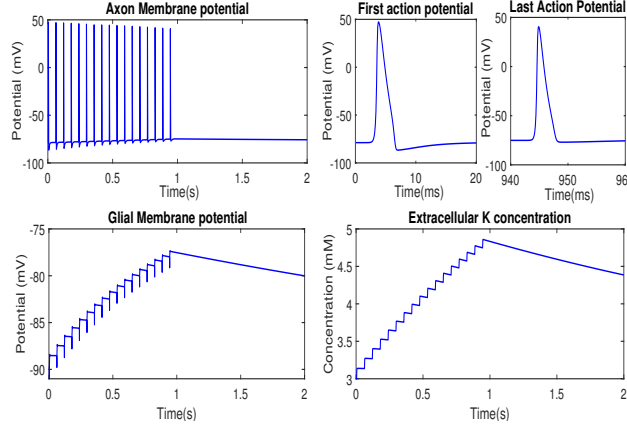 Axon Membrane potential
50
0
-50
-100
Potential (mV)
0
0.5
1
1.5
2
Time(s)
First action potential
50
0
-50
-100
Potential (mV)
0
10
20
Time(ms)
Last Action Potential
50
0
-50
-100
Potential (mV)
940
950
960
Time(ms)
Glial Membrane potential
-75
-80
-85
-90
Potential (mV)
0
0.5
1
1.5
2
Time(s)
Extracellular K concentration
5
4.5
4
3.5
3
Concentration (mM)
0
0.5
1
1.5
2
Time(s)